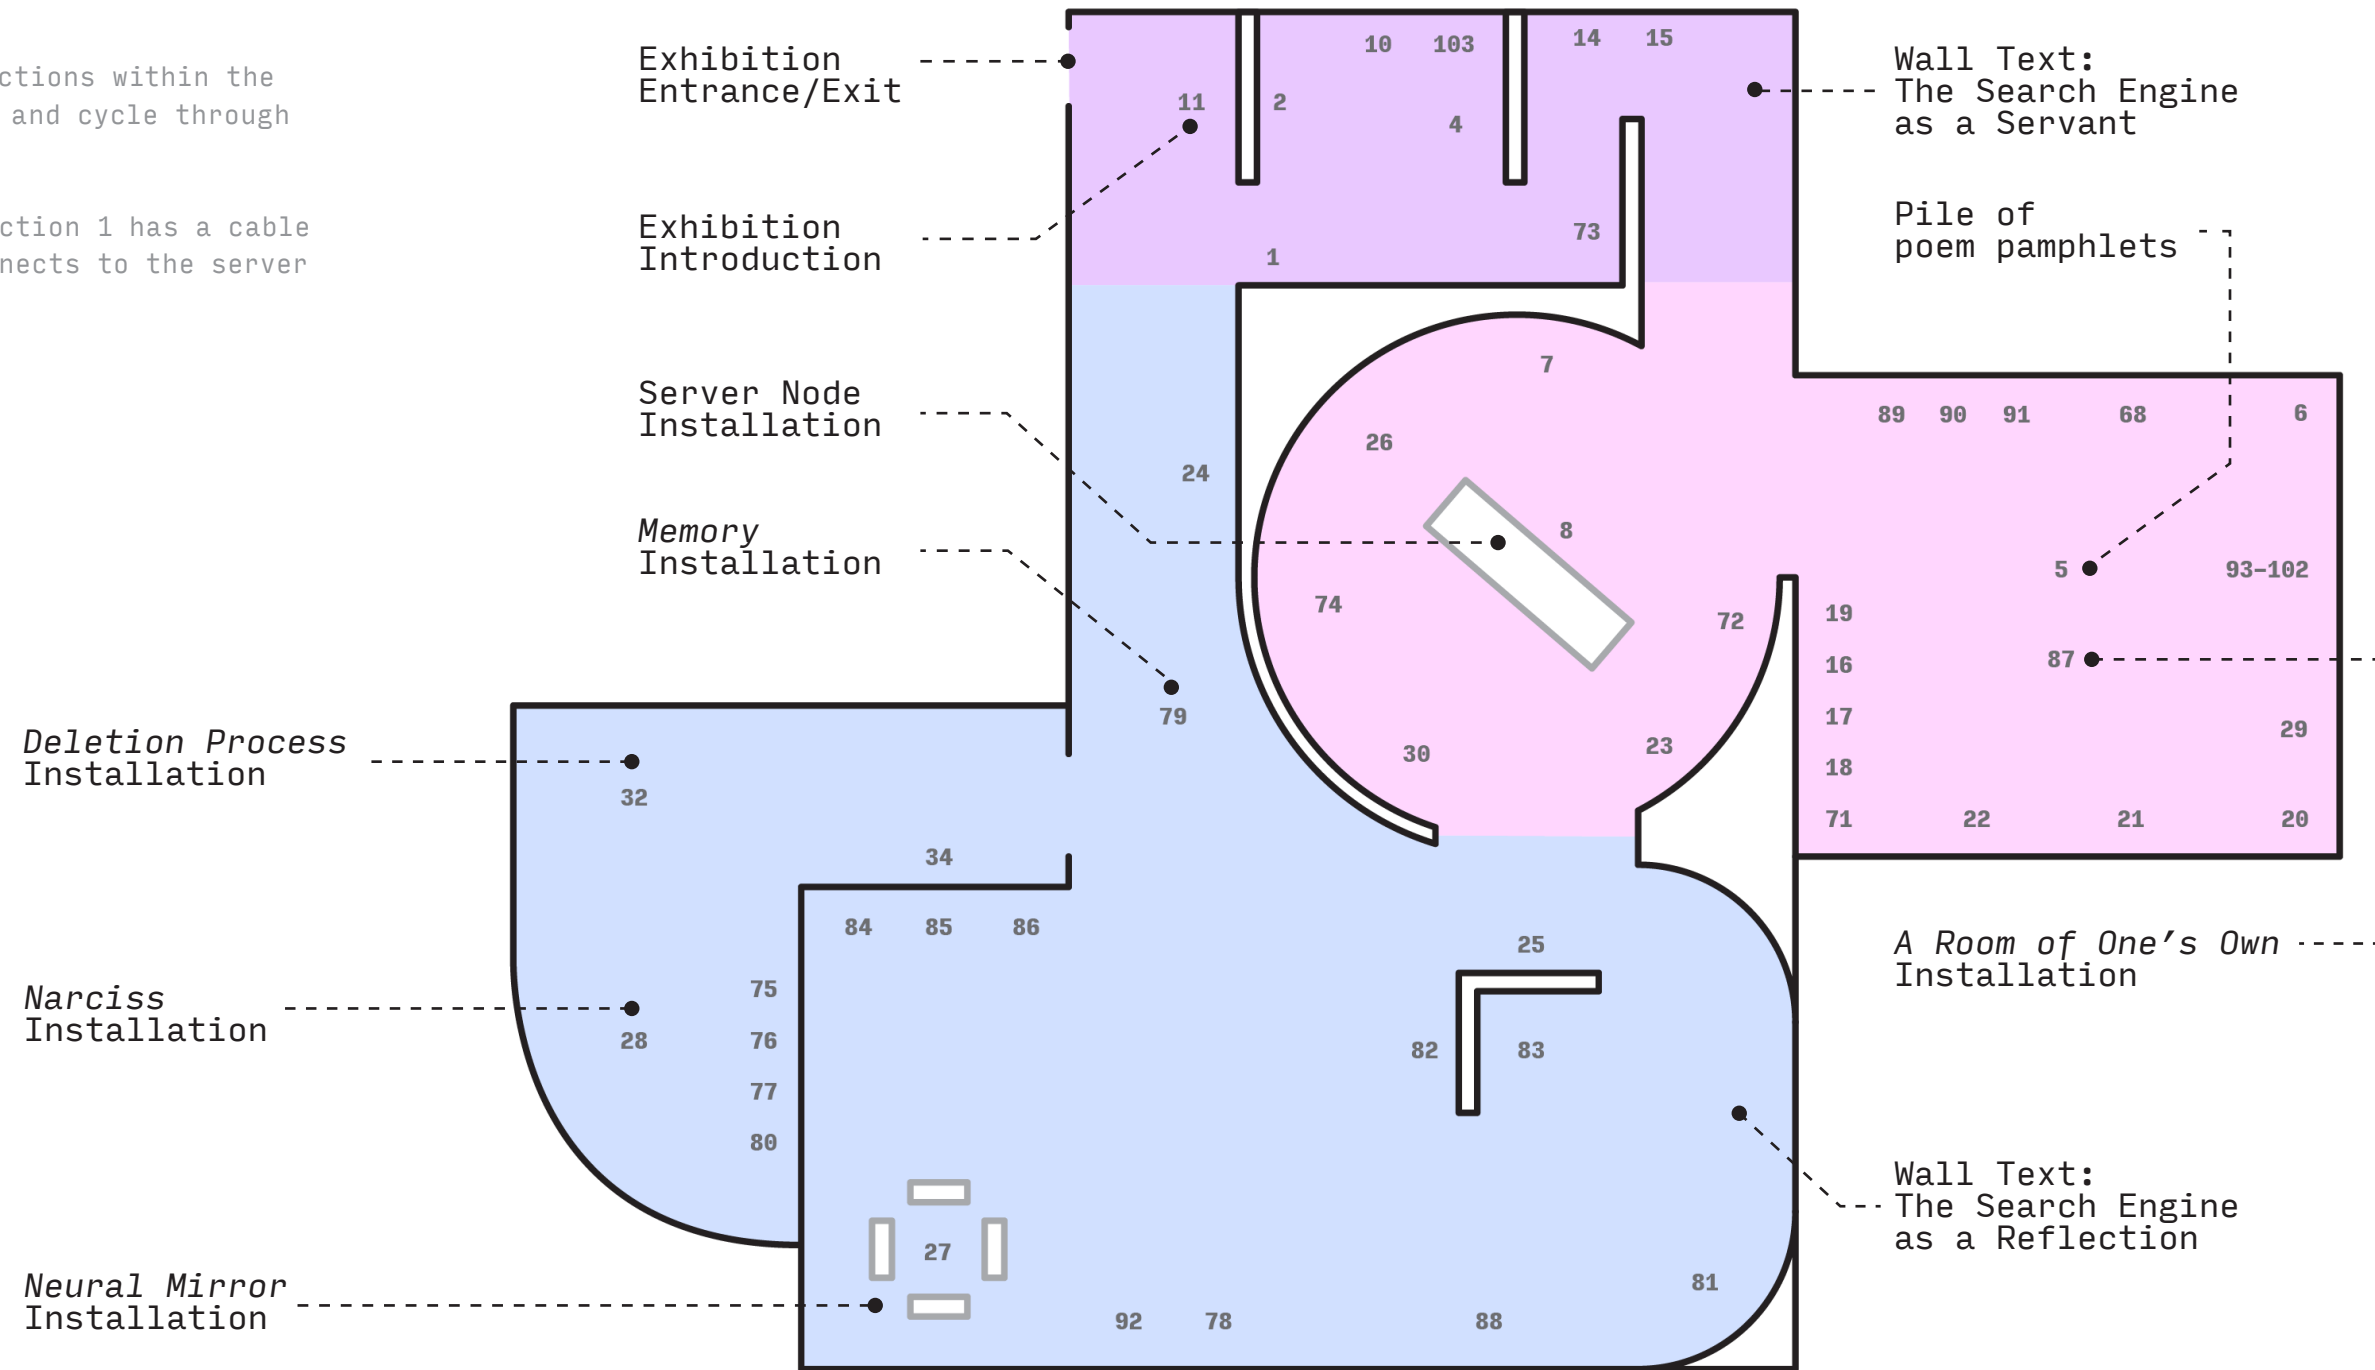 ctions within the
and cycle through
ction 1 has a cable
nects to the server
Exhibition
Entrance/Exit
Exhibition
Introduction
Server Node
Installation
Memory
Installation
Deletion Process
Installation
Narciss
Installation
Neural Mirror
Installation
Wall Text:
The Search Engine
as a Servant
Pile of
poem pamphlets
A Room of One’s Own
Installation
Wall Text:
The Search Engine
as a Reflection
10 103 14 15
11 2
4
73
1
7
89 90 91 68 6
26
24
8
5 93–102
74 72 19
87 16
79 17 29
30 23 18
32
71 22 21 20
34
84 85 86
25
75
28 76 82 83
77
80
27
81
92 78 88